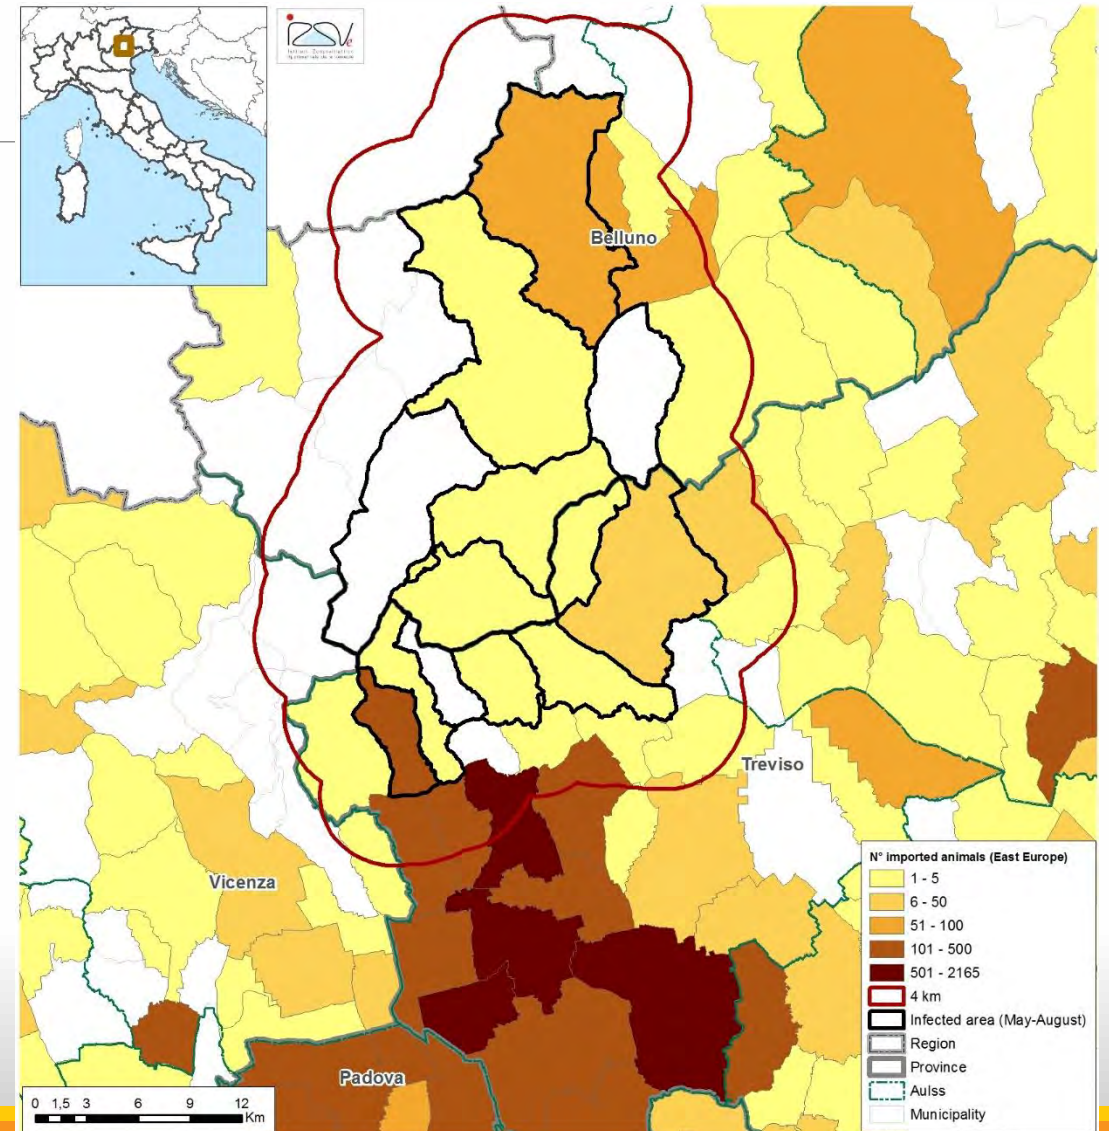 Belluno
Treviso
Vicenza
Padova
N° imported animals (East Europe)
1 - 5
6 - 50
51 - 100
101 - 500
501 - 2165
4 km
Infected area (May-August)
Region
Province
Aulss
Municipality
0 1,5 3 6 9 12
Km